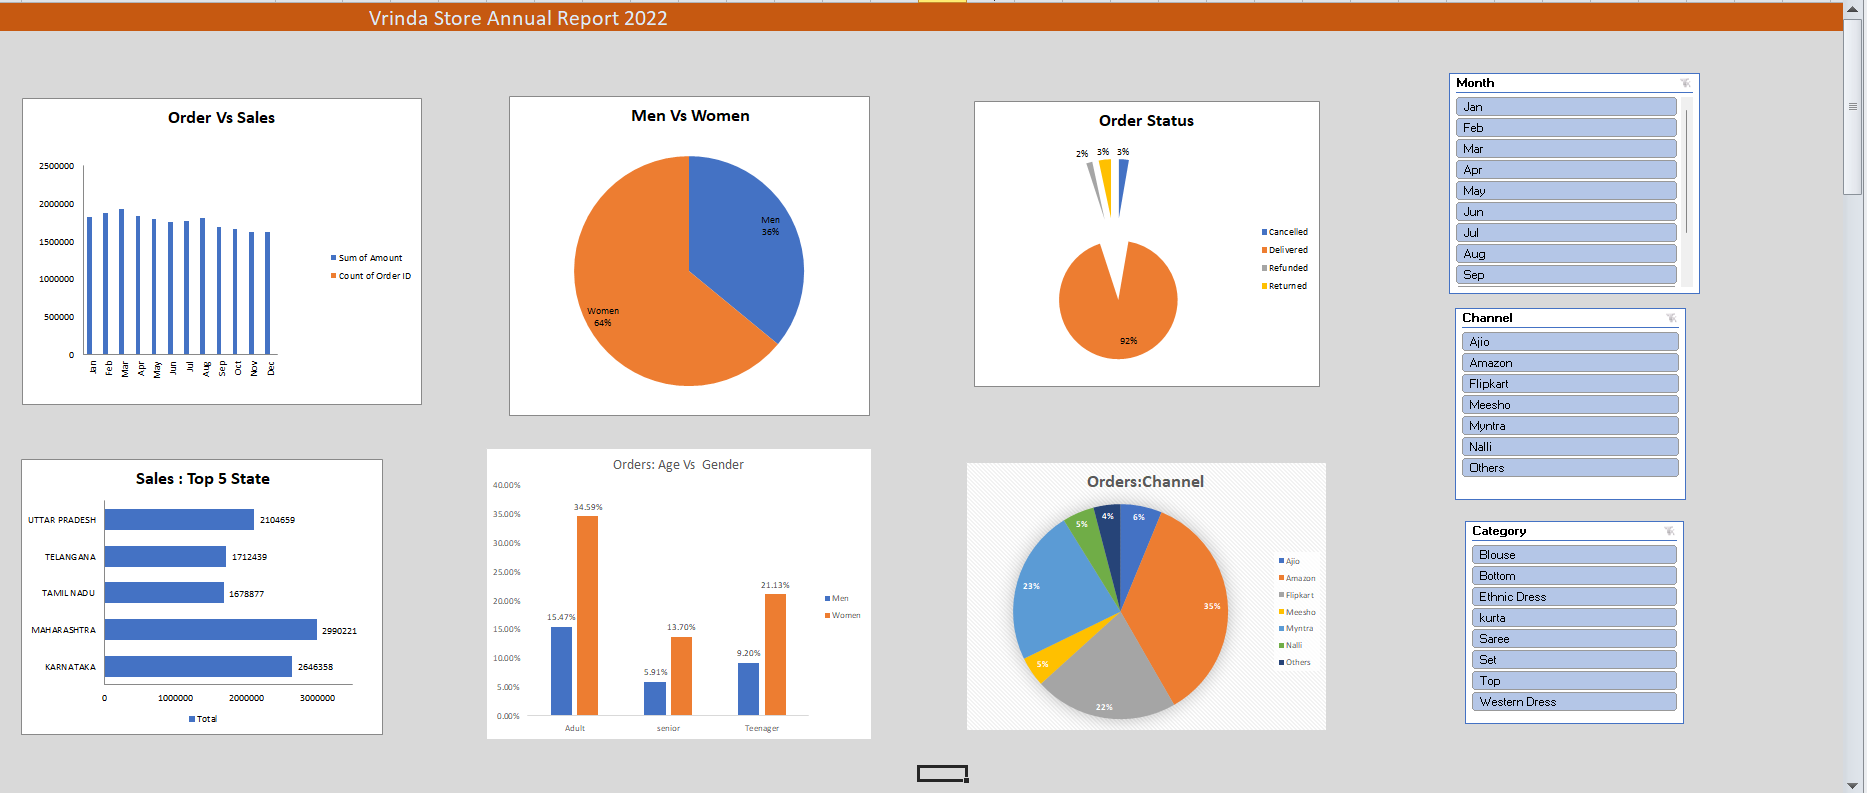 Vrinda Store Annual Report 2022
Order Vs Sales
2500000
2000000
1500000
1000000
500000
0
Jan
Feb
Mar
Apr
May
Jun
Jul
Aug
Sep
Oct
Nov
Dec
Sum of Amount
Count of Order ID
Men Vs Women
Men
36%
Women
64%
Order Status
2%
3%
3%
92%
Cancelled
Delivered
Refunded
Returned
Month
Jan
Feb
Mar
Apr
May
Jun
Jul
Aug
Sep
Channel
Ajio
Amazon
Flipkart
Meesho
Myntra
Nalli
Others
Sales : Top 5 State
UTTAR PRADESH
2104659
TELANGANA
1712439
TAMIL NADU
1678877
MAHARASHTRA
2990221
KARNATAKA
2646358
0
1000000
2000000
3000000
Total
Orders: Age Vs  Gender
40.00%
35.00%
30.00%
25.00%
20.00%
15.00%
10.00%
5.00%
0.00%
15.47%
34.59%
5.91%
13.70%
9.20%
21.13%
Adult
senior
Teenager
Men
Women
Orders:Channel
6%
35%
22%
5%
23%
5%
4%
Ajio
Amazon
Flipkart
Meesho
Myntra
Nalli
Others
Category
Blouse
Bottom
Ethnic Dress
kurta
Saree
Set
Top
Western Dress